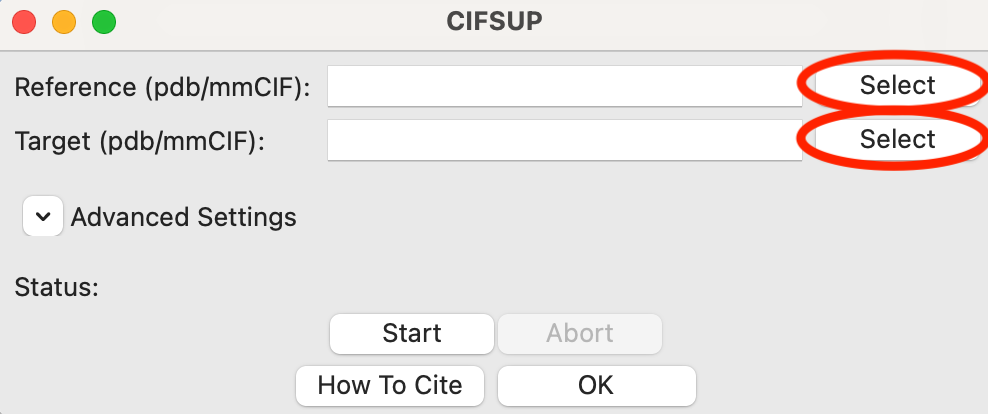 CIFSUP
Reference (pdb/mmCIF): Select
Target (pdb/mmCIF): Select
Advanced Settings
Status:
Start Abort
How To Cite OK